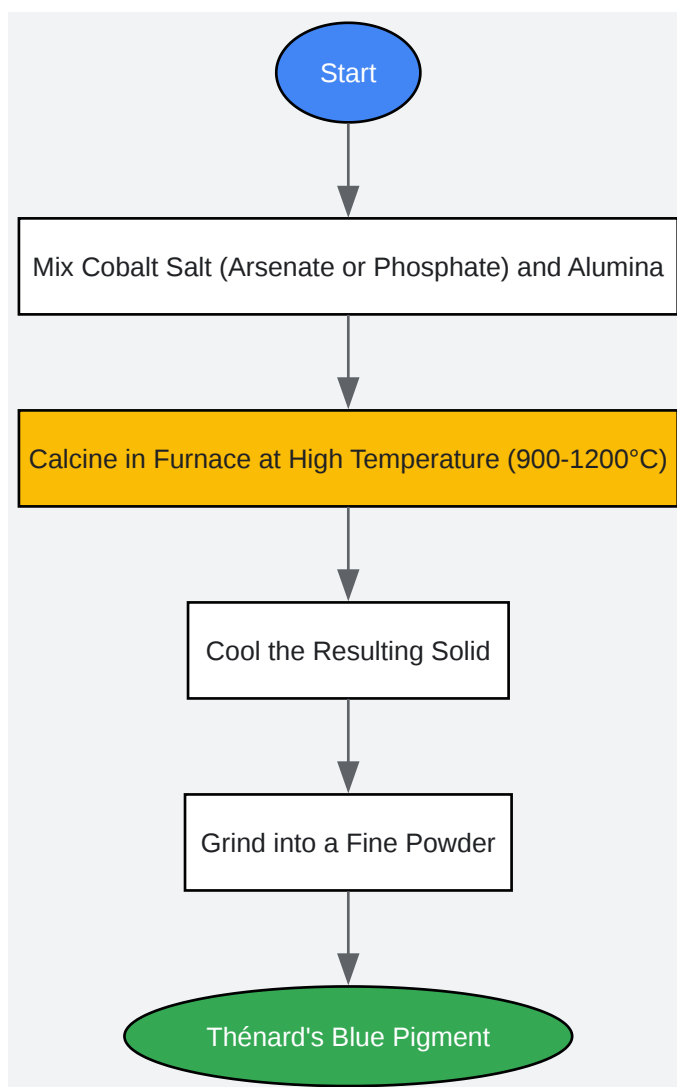 Start
Mix Cobalt Salt (Arsenate or Phosphate) and Alumina
Calcine in Furnace at High Temperature (900-1200°C)
Cool the Resulting Solid
Grind into a Fine Powder
Thénard's Blue Pigment